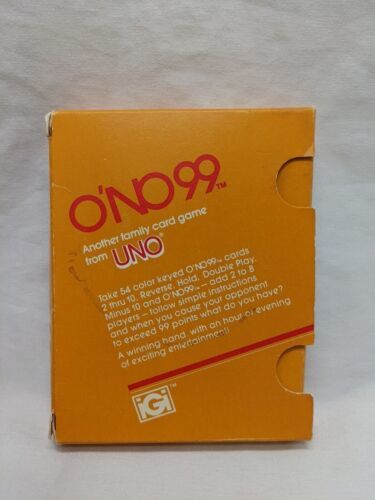 O'NO99™
Another family card game
from UNO®
Take 54 color keyed O'NO99™ cards
2 thru 10, Reverse, Hold, Double Play,
Minus 10 and O'NO99™ – add 2 to 8
players – follow simple instructions
and when you cause your opponent
to exceed 99 points what do you have?
A winning hand, with an hour or evening
of exciting entertainment!
iGi™